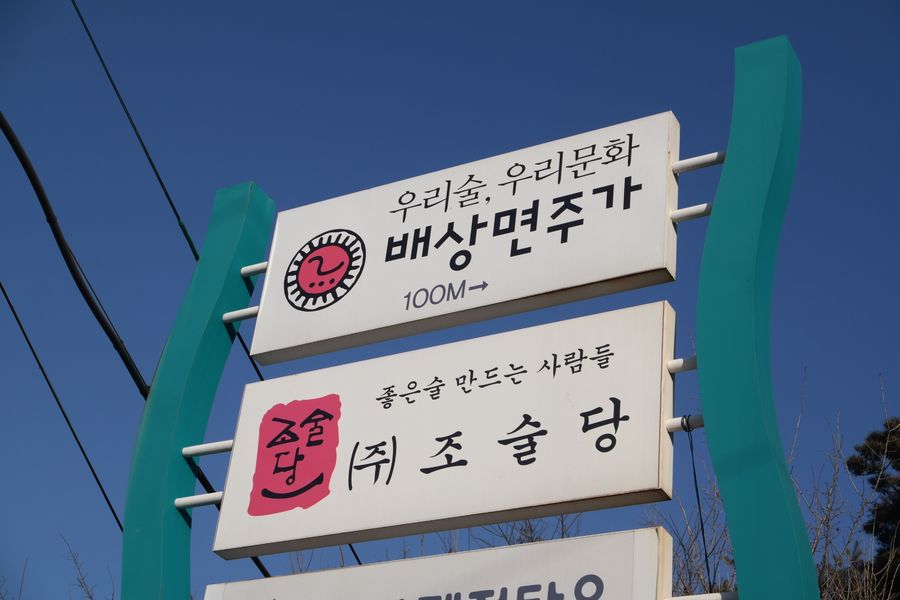 우리술, 우리문화
배상면주가
100M→
좋은술 만드는 사람들
조술당
(주) 조술당